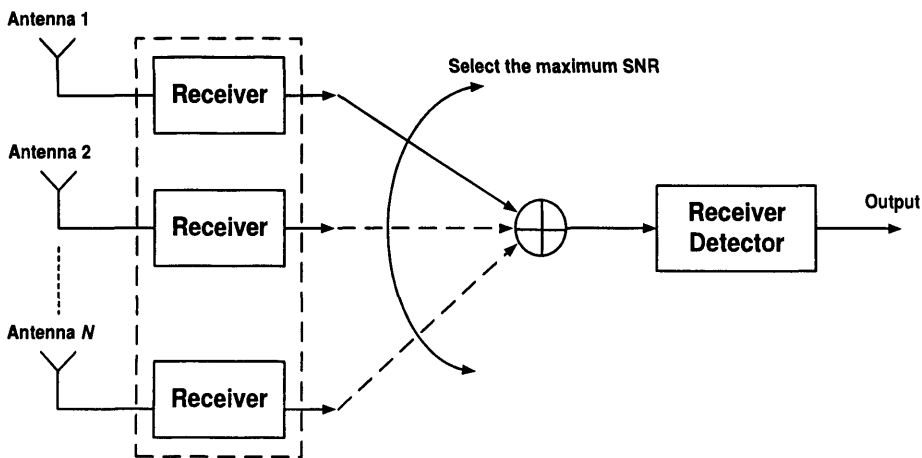 Antenna 1
Receiver
Select the maximum SNR
Antenna 2
Receiver
Receiver
Detector
Output
Antenna N
Receiver